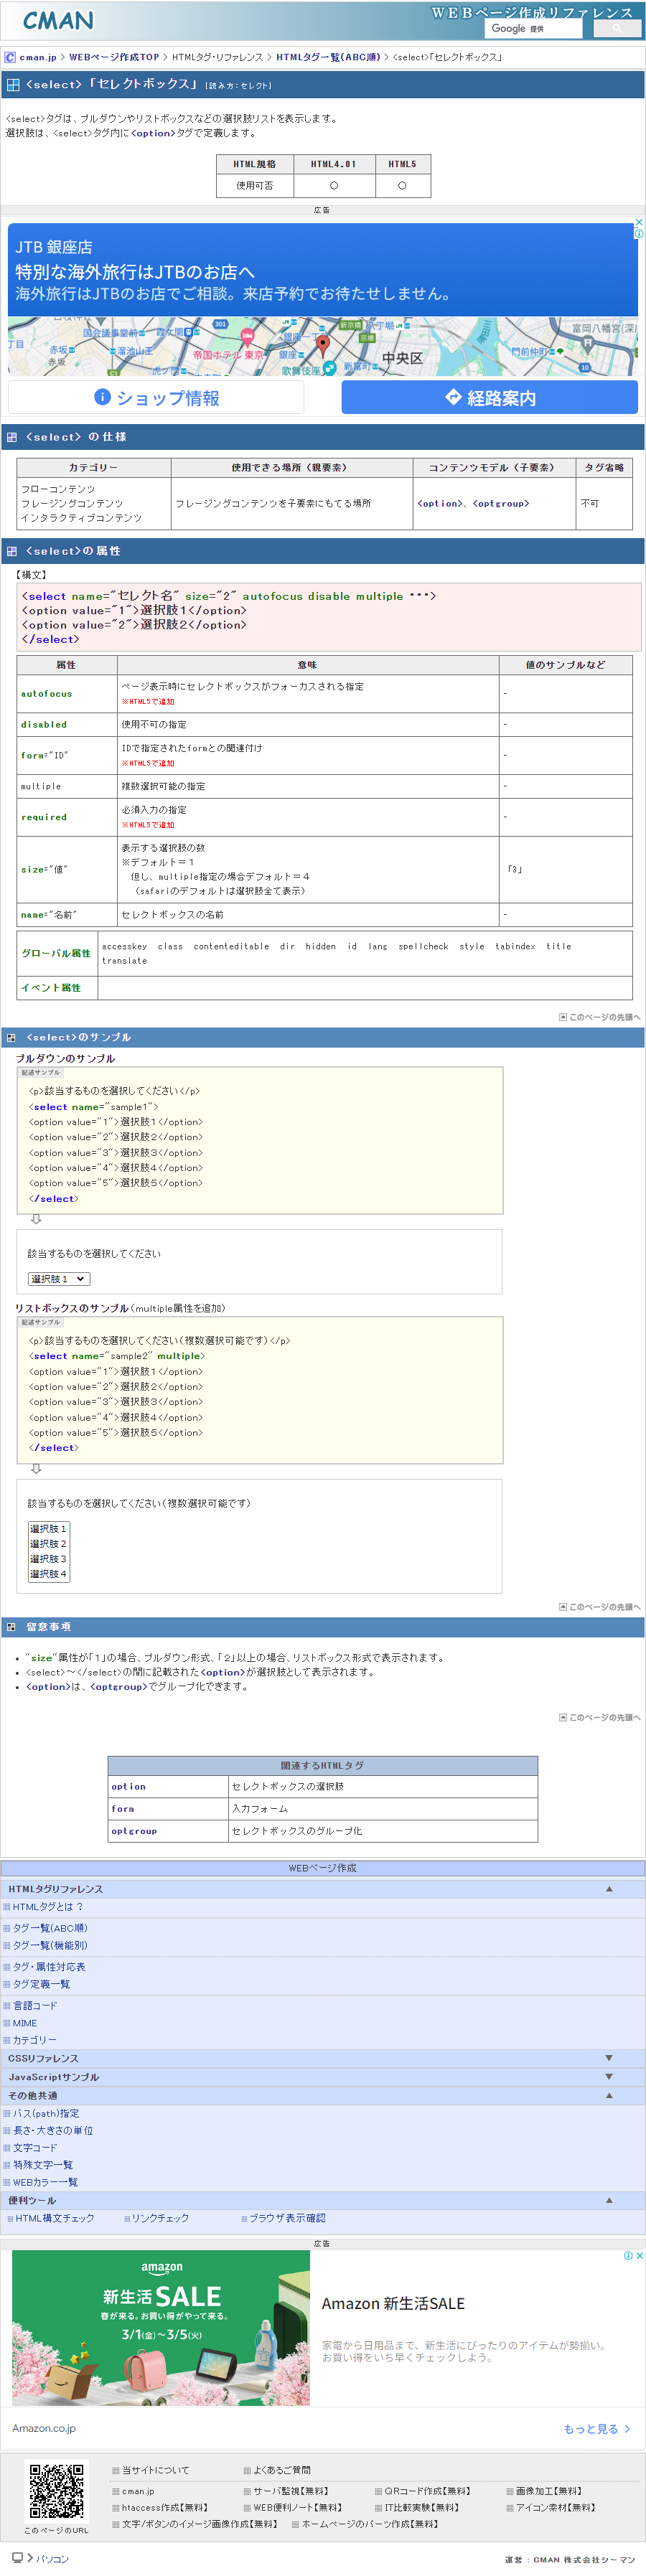 CMAN
WEBページ作成リファレンス
Google 提供
cman.jp > WEBページ作成TOP > HTMLタグ・リファレンス > HTMLタグ一覧(ABC順) > <select>「セレクトボックス」
<select>「セレクトボックス」 [読み方：セレクト]
<select>タグは、プルダウンやリストボックスなどの選択肢リストを表示します。
選択肢は、<select>タグ内に<option>タグで定義します。
HTML規格 HTML4.01 HTML5
使用可否 ○ ○
広告
JTB 銀座店
特別な海外旅行はJTBのお店へ
海外旅行はJTBのお店でご相談。来店予約でお待たせしません。
国会議事堂前 霞ケ関 301 銀座一丁目 新京橋 八丁堀 富岡八幡宮(深川
丁目 赤坂 溜池山王 帝国ホテル 東京 銀座 京橋 中央区 門前仲町
赤坂 虎ノ門 歌舞伎座 新富町 10
ショップ情報 経路案内
<select> の仕様
カテゴリー 使用できる場所（親要素） コンテンツモデル（子要素） タグ省略
フローコンテンツ
フレージングコンテンツ
インタラクティブコンテンツ
フレージングコンテンツを子要素にもてる場所 <option>、<optgroup> 不可
<select>の属性
【構文】
<select name="セレクト名" size="2" autofocus disable multiple ･･･>
<option value="1">選択肢１</option>
<option value="2">選択肢２</option>
</select>
属性 意味 値のサンプルなど
autofocus ページ表示時にセレクトボックスがフォーカスされる指定 -
※HTML5で追加
disabled 使用不可の指定 -
form="ID" IDで指定されたformとの関連付け -
※HTML5で追加
multiple 複数選択可能の指定 -
required 必須入力の指定 -
※HTML5で追加
size="値" 表示する選択肢の数
※デフォルト＝１
但し、multiple指定の場合デフォルト＝４
（safariのデフォルトは選択肢全て表示）
「3」
name="名前" セレクトボックスの名前 -
グローバル属性 accesskey class contenteditable dir hidden id lang spellcheck style tabindex title
translate
イベント属性
このページの先頭へ
<select>のサンプル
プルダウンのサンプル
記述サンプル
<p>該当するものを選択してください</p>
<select name="sample1">
<option value="1">選択肢１</option>
<option value="2">選択肢２</option>
<option value="3">選択肢３</option>
<option value="4">選択肢４</option>
<option value="5">選択肢５</option>
</select>
該当するものを選択してください
選択肢１
リストボックスのサンプル（multiple属性を追加）
記述サンプル
<p>該当するものを選択してください（複数選択可能です）</p>
<select name="sample2" multiple>
<option value="1">選択肢１</option>
<option value="2">選択肢２</option>
<option value="3">選択肢３</option>
<option value="4">選択肢４</option>
<option value="5">選択肢５</option>
</select>
該当するものを選択してください（複数選択可能です）
選択肢１
選択肢２
選択肢３
選択肢４
このページの先頭へ
留意事項
• "size"属性が「１」の場合、プルダウン形式、「２」以上の場合、リストボックス形式で表示されます。
• <select>～</select>の間に記載された<option>が選択肢として表示されます。
• <option>は、<optgroup>でグループ化できます。
このページの先頭へ
関連するHTMLタグ
option セレクトボックスの選択肢
form 入力フォーム
optgroup セレクトボックスのグループ化
WEBページ作成
HTMLタグリファレンス ▲
HTMLタグとは？
タグ一覧(ABC順)
タグ一覧(機能別)
タグ・属性対応表
タグ定義一覧
言語コード
MIME
カテゴリー
CSSリファレンス ▼
JavaScriptサンプル ▼
その他共通 ▲
パス(path)指定
長さ・大きさの単位
文字コード
特殊文字一覧
WEBカラー一覧
便利ツール ▲
HTML構文チェック リンクチェック ブラウザ表示確認
広告
amazon
新生活 SALE
春が来る。お買い得がやって来る。
3/1(金)～3/5(火)
Amazon 新生活SALE
家電から日用品まで、新生活にぴったりのアイテムが勢揃い。
お買い得をいち早くチェックしよう。
Amazon.co.jp もっと見る
当サイトについて よくあるご質問
cman.jp サーバ監視【無料】 QRコード作成【無料】 画像加工【無料】
htaccess作成【無料】 WEB便利ノート【無料】 IT比較実験【無料】 アイコン素材【無料】
文字/ボタンのイメージ画像作成【無料】 ホームページのパーツ作成【無料】
このページのURL
パソコン
運営：CMAN 株式会社シーマン